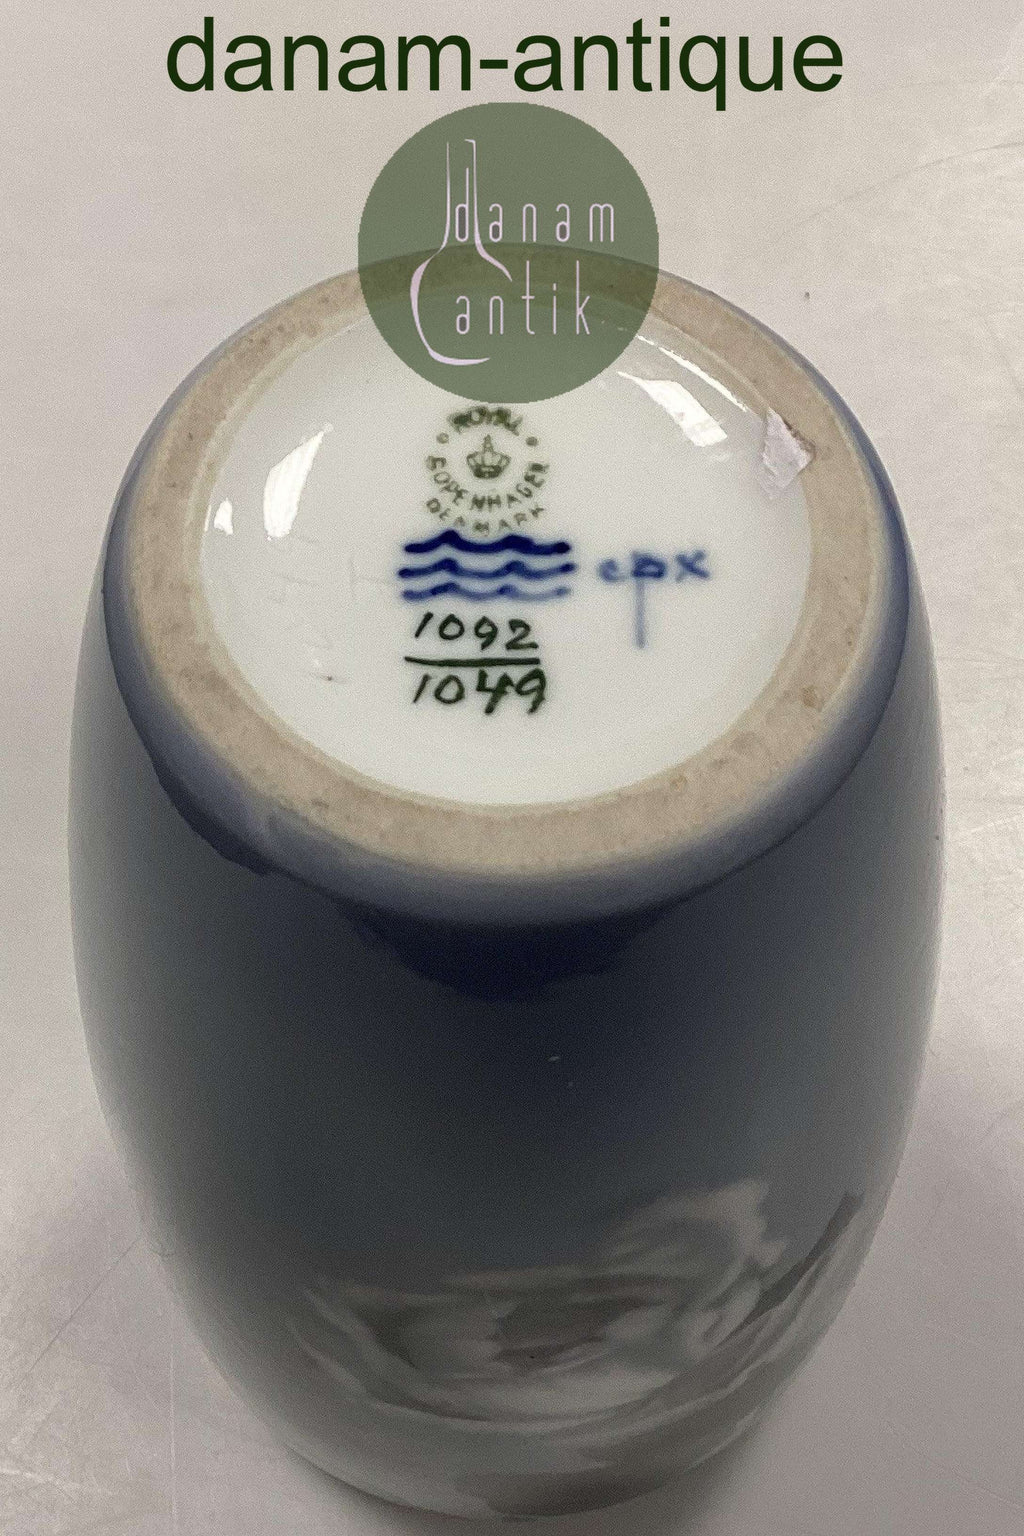 danam-antique
danam
antik
ROYAL
COPENHAGEN
DENMARK
1092
1049